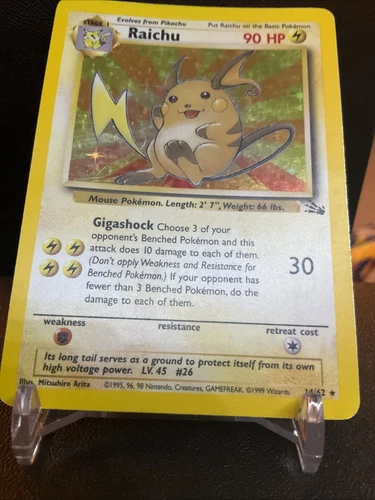 STAGE 1
Evolves from Pikachu
Put Raichu on the Basic Pokémon
Raichu
90 HP
Mouse Pokémon. Length: 2' 7", Weight: 66 lbs.
Gigashock Choose 3 of your
opponent's Benched Pokémon and this
attack does 10 damage to each of them.
(Don't apply Weakness and Resistance for
Benched Pokémon.) If your opponent has
fewer than 3 Benched Pokémon, do the
damage to each of them.
30
weakness
resistance
retreat cost
Its long tail serves as a ground to protect itself from its own
high voltage power. LV. 45 #26
Illus. Mitsuhiro Arita
©1995, 96, 98 Nintendo, Creatures, GAMEFREAK. ©1999 Wizards.
14/62 ★